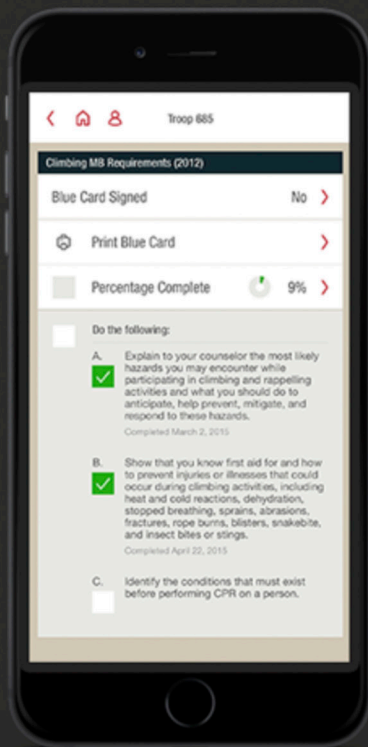 Troop 685
Climbing MB Requirements (2012)
Blue Card Signed No
Print Blue Card
Percentage Complete 9%
Do the following:
A. Explain to your counselor the most likely
hazards you may encounter while
participating in climbing and rappelling
activities and what you should do to
anticipate, help prevent, mitigate, and
respond to these hazards.
Completed March 2, 2015
B. Show that you know first aid for and how
to prevent injuries or illnesses that could
occur during climbing activities, including
heat and cold reactions, dehydration,
stopped breathing, sprains, abrasions,
fractures, rope burns, blisters, snakebite,
and insect bites or stings.
Completed April 22, 2015
C. Identify the conditions that must exist
before performing CPR on a person.